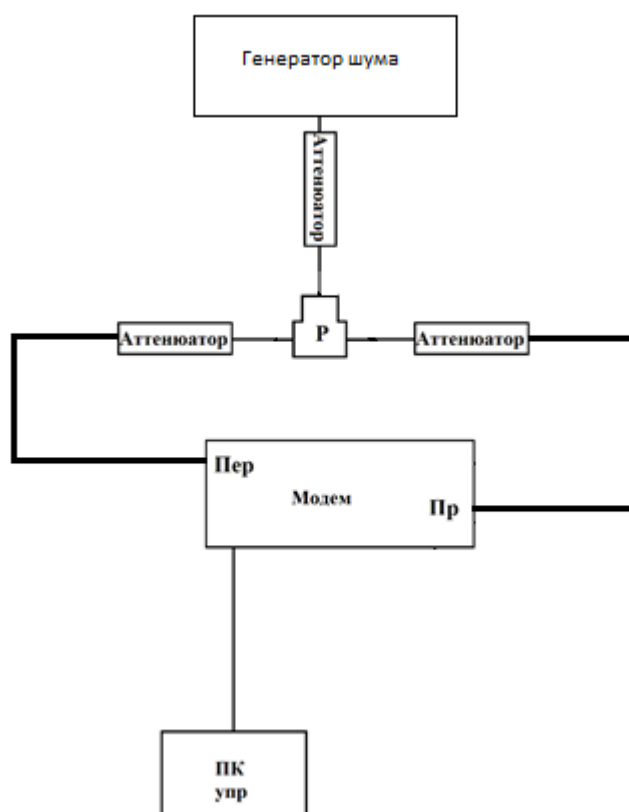 Генератор шума
Аттенюатор
Аттенюатор
Р
Аттенюатор
Пер
Модем
Пр
ПК
упр